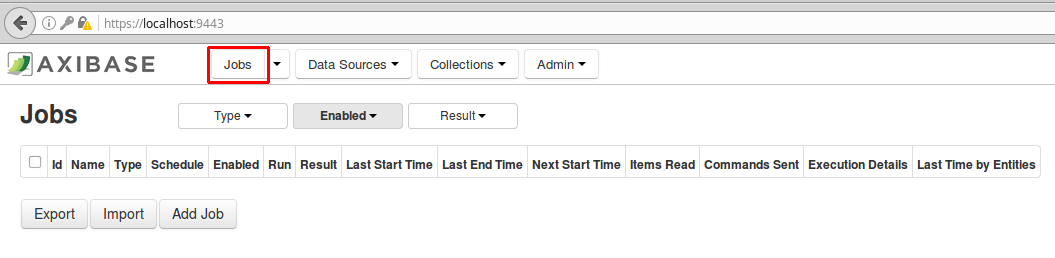 https://localhost:9443
AXIBASE Jobs Data Sources Collections Admin
Jobs Type Enabled Result
Id Name Type Schedule Enabled Run Result Last Start Time Last End Time Next Start Time Items Read Commands Sent Execution Details Last Time by Entities
Export Import Add Job